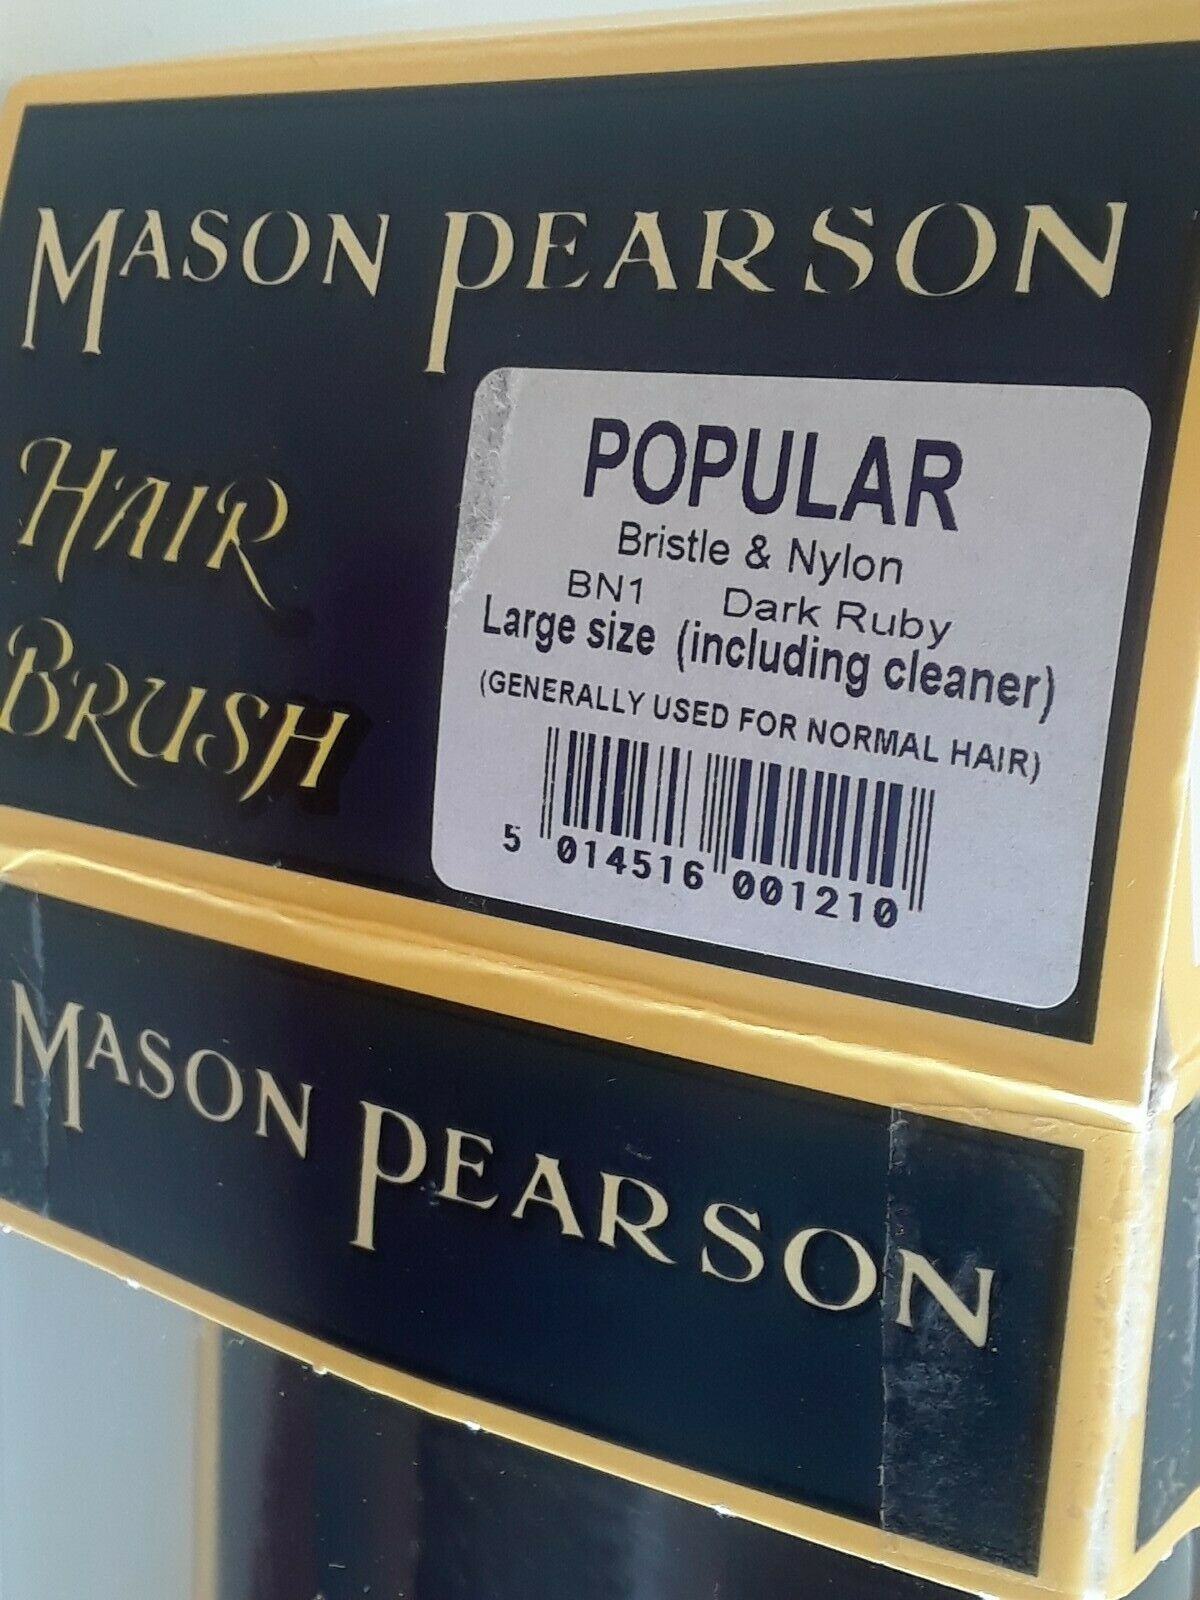 MASON PEARSON
HAIR
BRUSH
POPULAR
Bristle & Nylon
BN1 Dark Ruby
Large size (including cleaner)
(GENERALLY USED FOR NORMAL HAIR)
5 014516 001210
MASON PEARSON